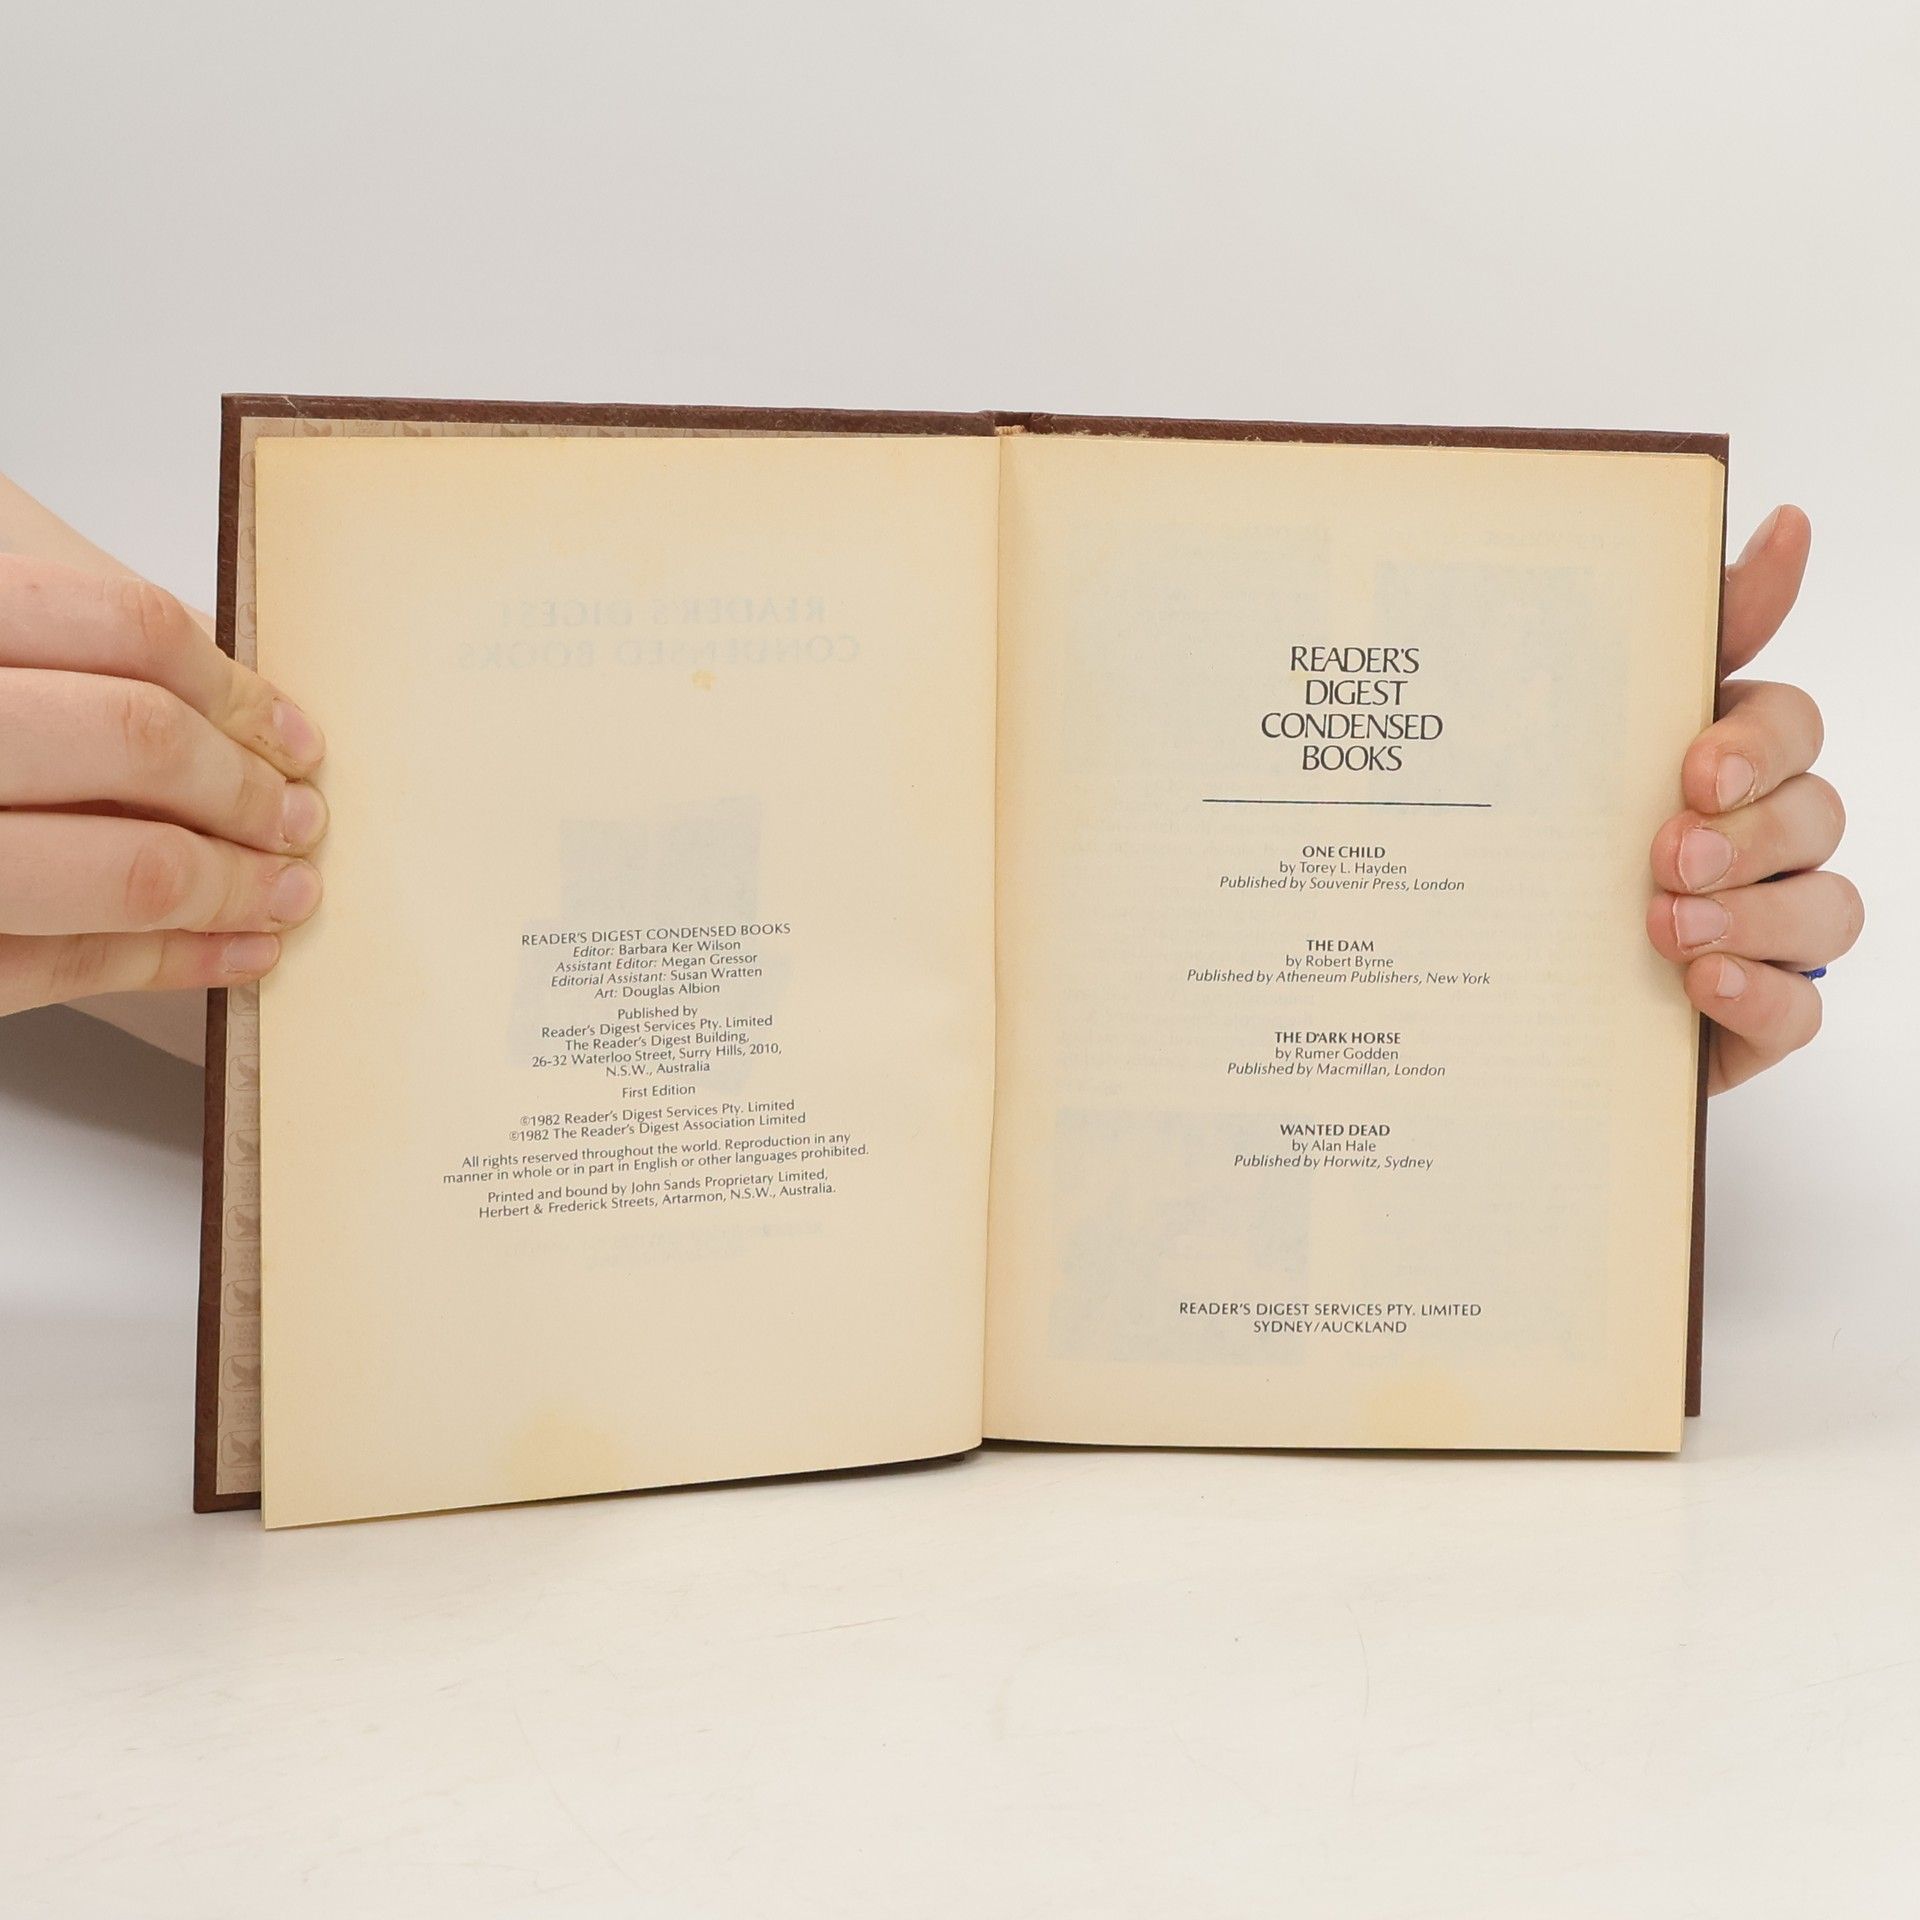 READER'S DIGEST CONDENSED BOOKS
Editor: Barbara Ker Wilson
Assistant Editor: Megan Gressor
Editorial Assistant: Susan Wratten
Art: Douglas Albion
Published by
Reader's Digest Services Pty. Limited
The Reader's Digest Building,
26-32 Waterloo Street, Surry Hills, 2010,
N.S.W., Australia
First Edition
©1982 Reader's Digest Services Pty. Limited
©1982 The Reader's Digest Association Limited
All rights reserved throughout the world. Reproduction in any
manner in whole or in part in English or other languages prohibited.
Printed and bound by John Sands Proprietary Limited,
Herbert & Frederick Streets, Artarmon, N.S.W., Australia.
READER'S
DIGEST
CONDENSED
BOOKS
ONE CHILD
by Torey L. Hayden
Published by Souvenir Press, London
THE DAM
by Robert Byrne
Published by Atheneum Publishers, New York
THE DARK HORSE
by Rumer Godden
Published by Macmillan, London
WANTED DEAD
by Alan Hale
Published by Horwitz, Sydney
READER'S DIGEST SERVICES PTY. LIMITED
SYDNEY/AUCKLAND